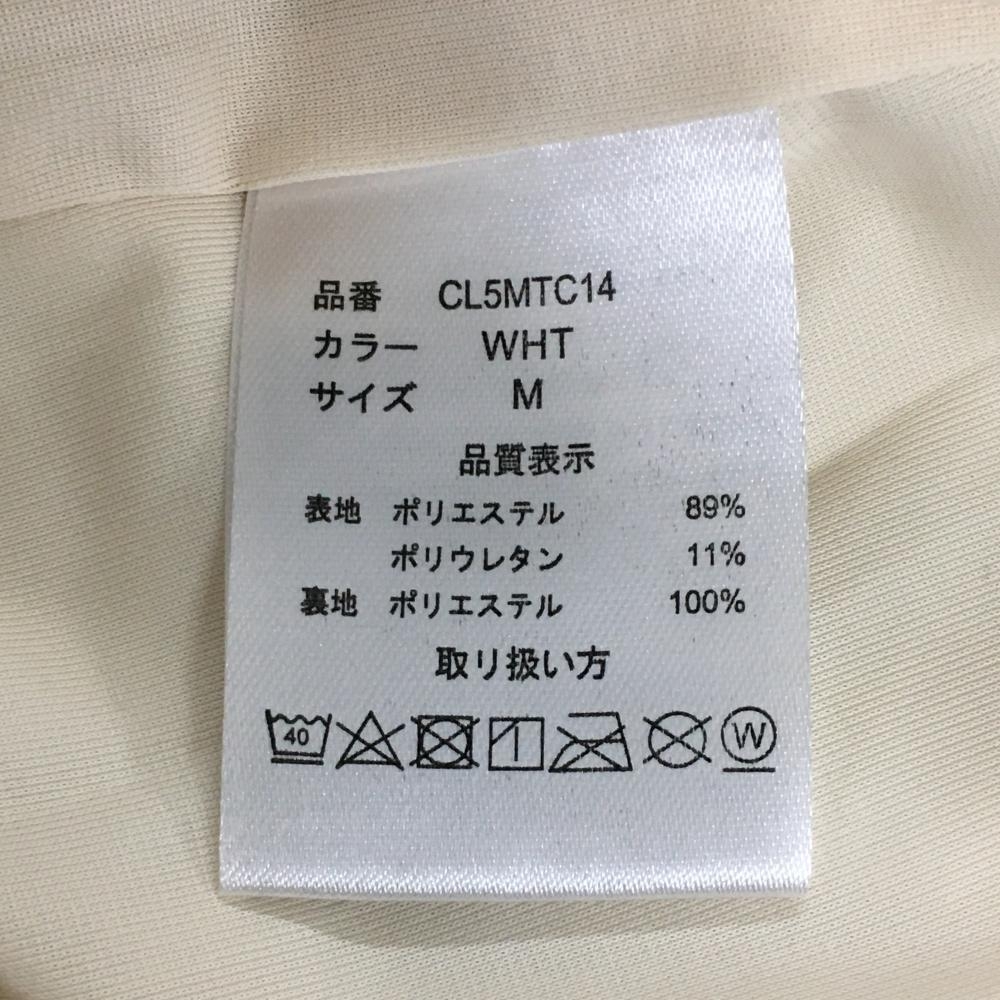 品番 CL5MTC14
カラー WHT
サイズ M
品質表示
表地 ポリエステル 89%
ポリウレタン 11%
裏地 ポリエステル 100%
取り扱い方
40 W